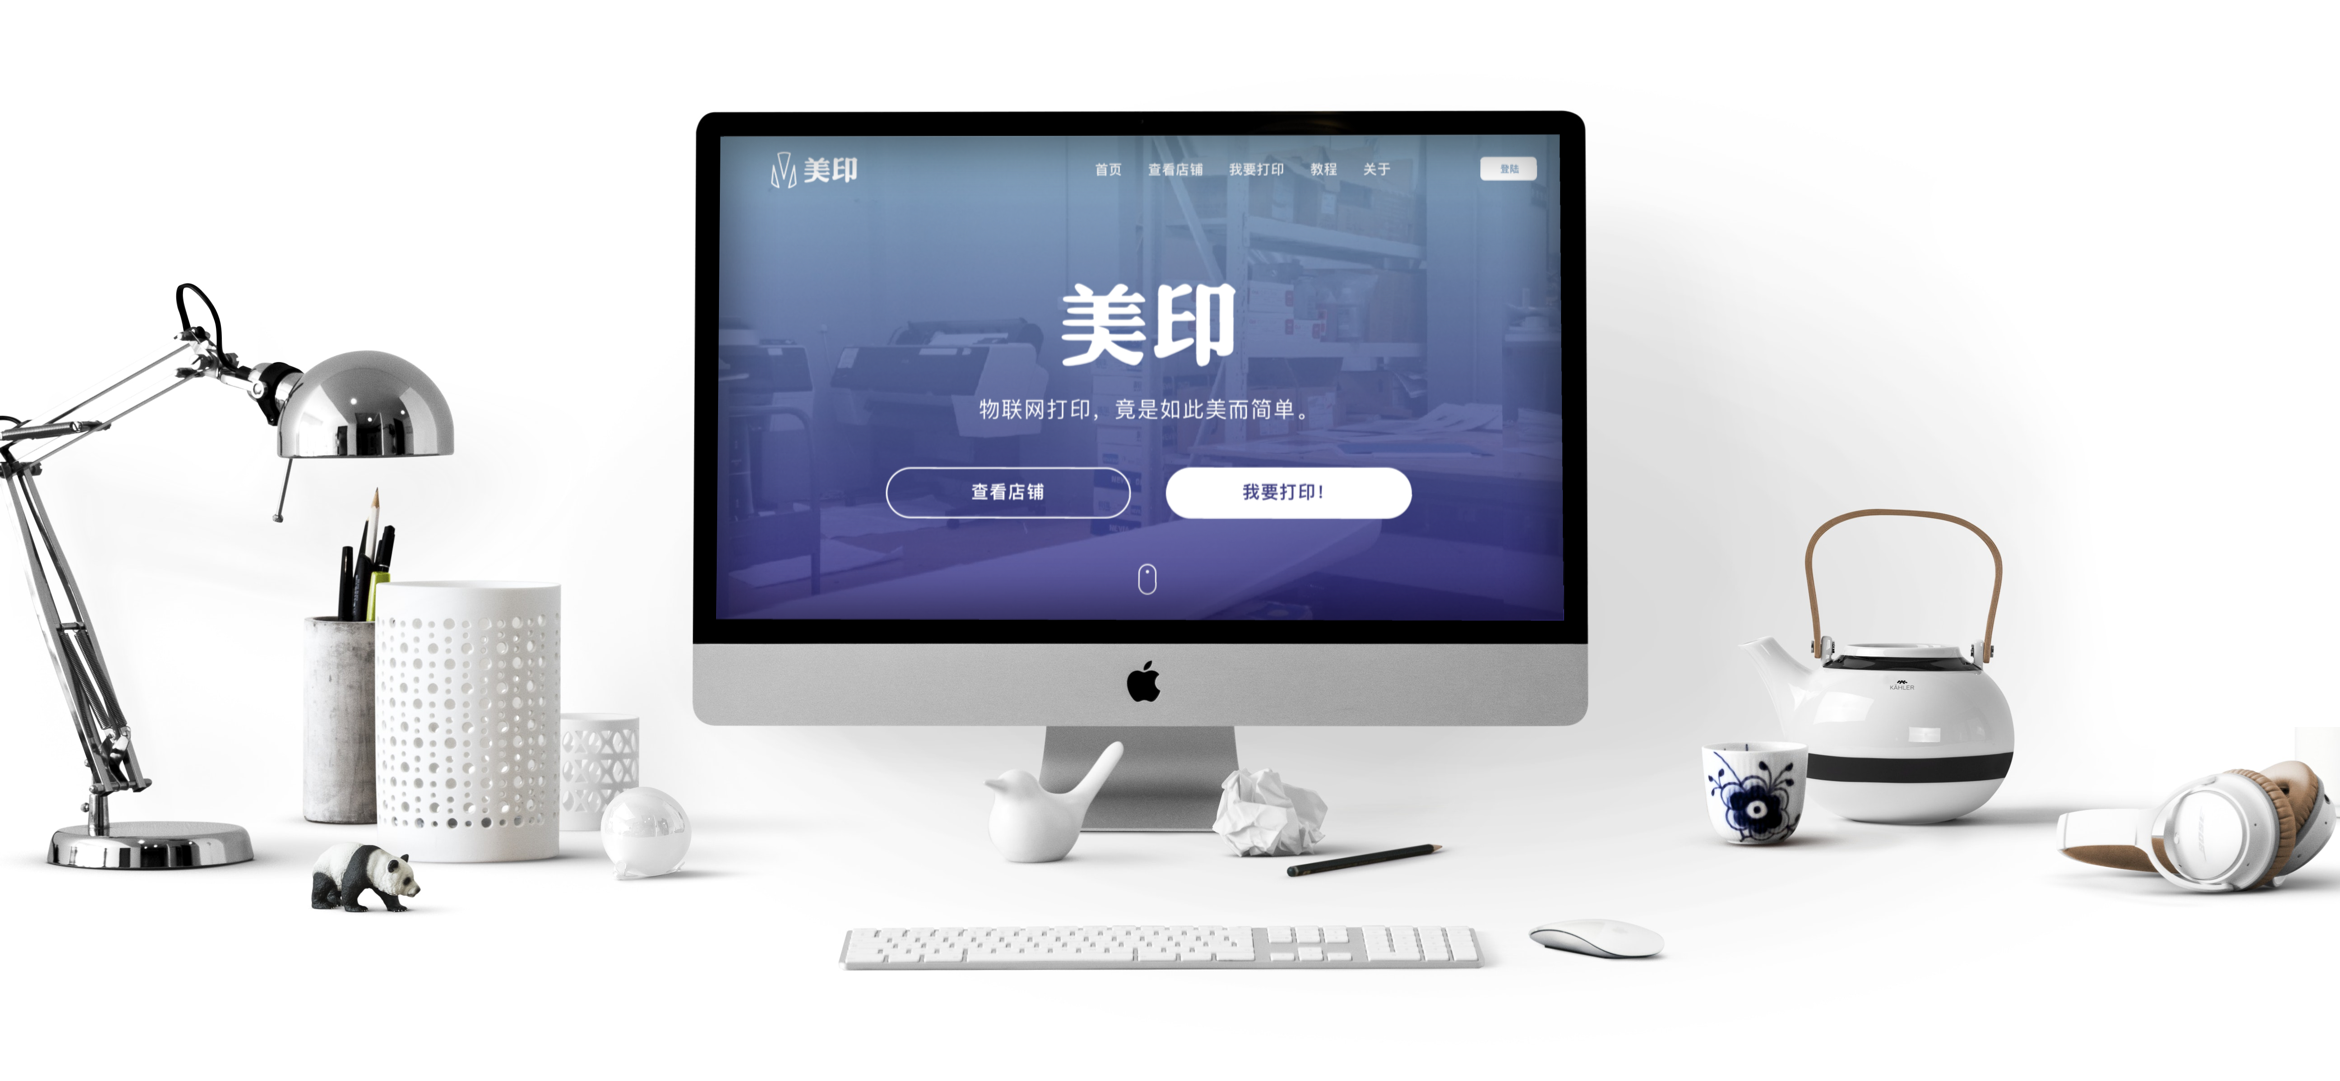 美印
首页 查看店铺 我要打印 教程 关于
登陆
美印
物联网打印，竟是如此美而简单。
查看店铺
我要打印！
KÄHLER